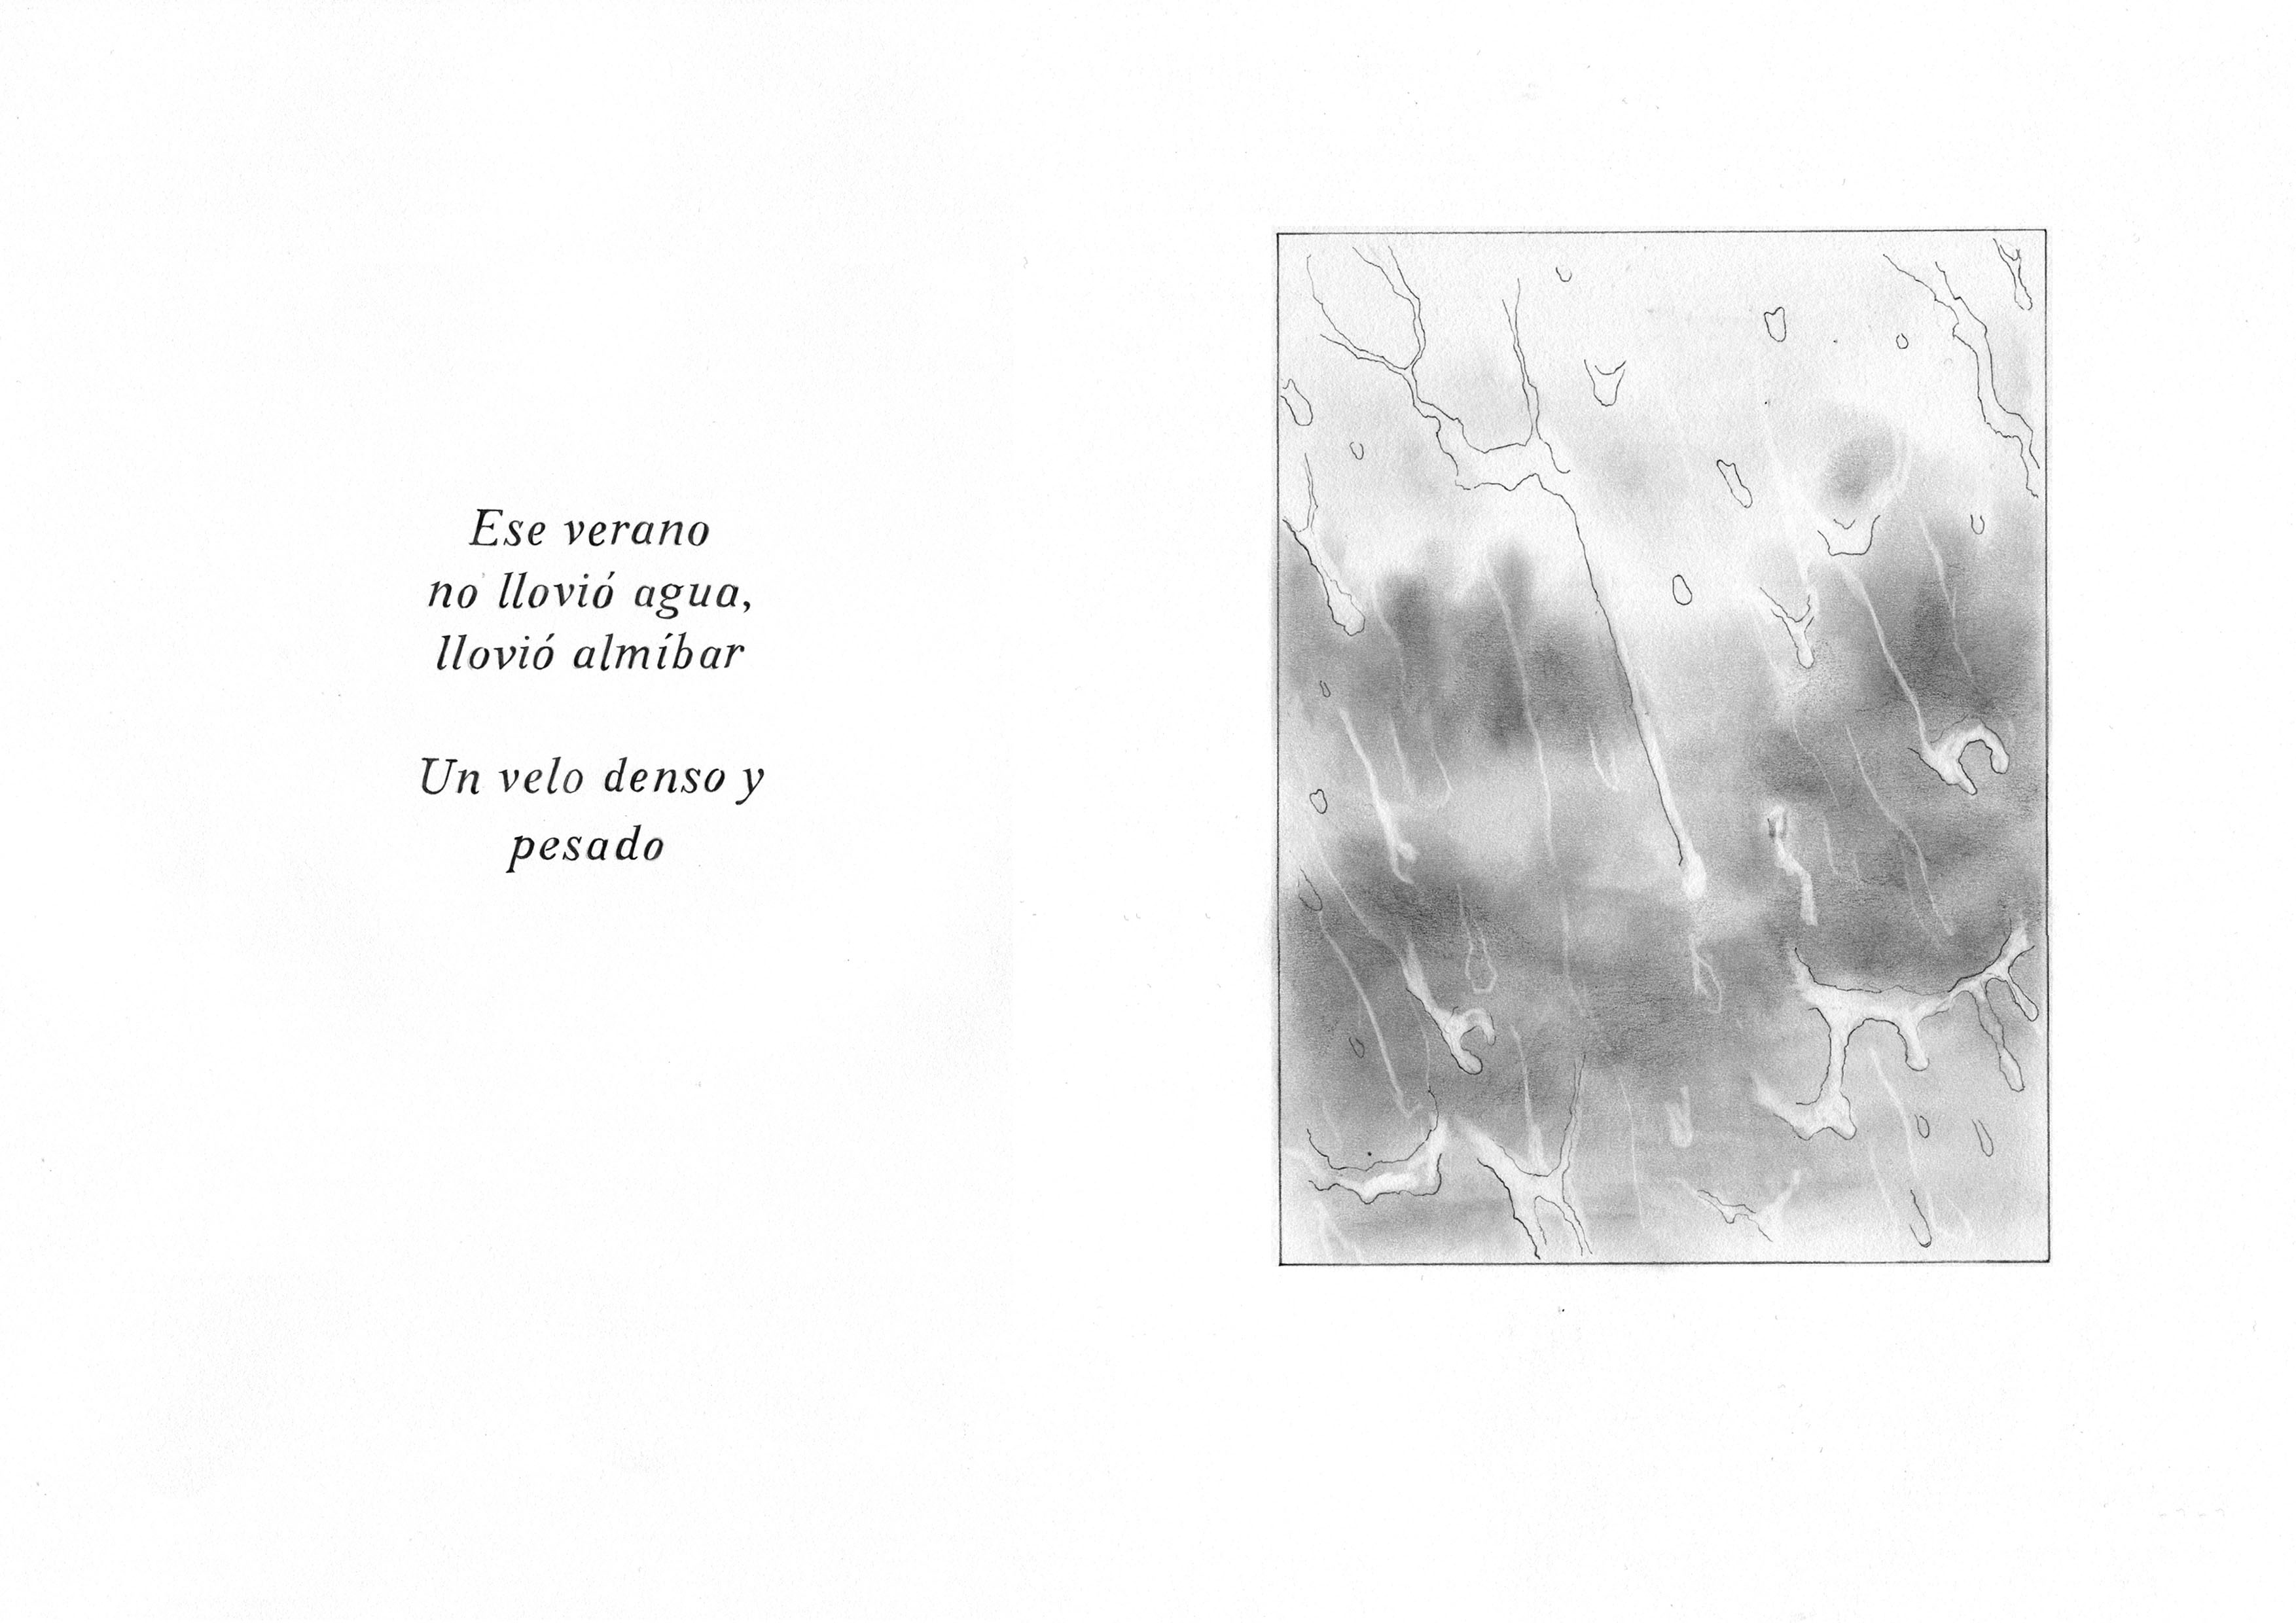 Ese verano
no llovió agua,
llovió almíbar
Un velo denso y
pesado